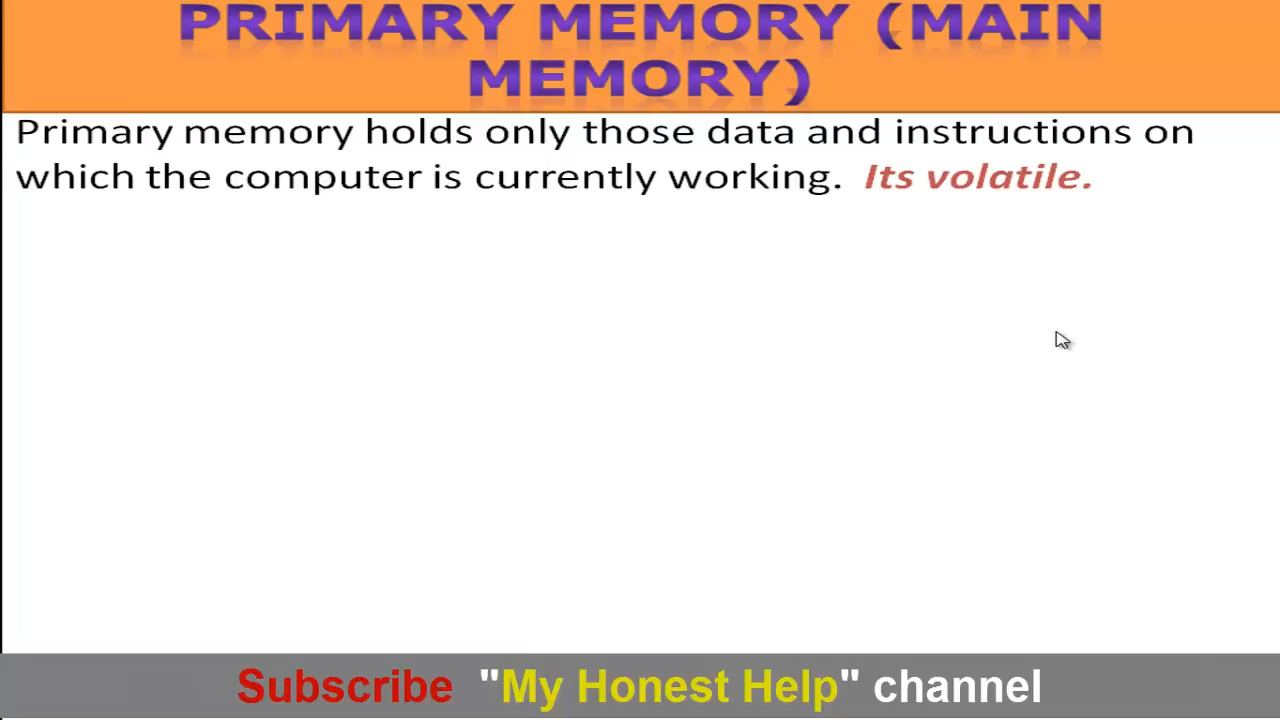 PRIMARY MEMORY (MAIN
MEMORY)
Primary memory holds only those data and instructions on
which the computer is currently working. Its volatile.
Subscribe "My Honest Help" channel